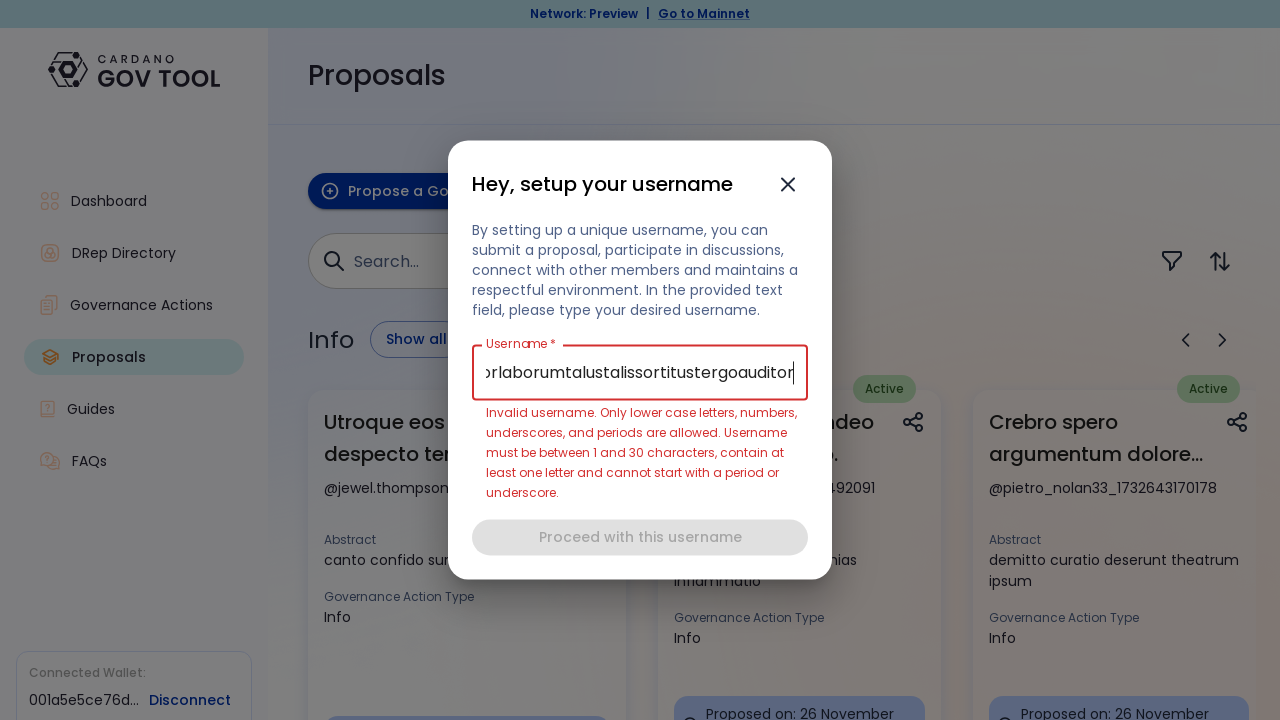 Network: Preview | Go to Mainnet
CARDANO
GOV TOOL
Dashboard
DRep Directory
Governance Actions
Proposals
Guides
FAQs
Connected Wallet:
001a5e5ce76d... Disconnect
Proposals
Propose a Go
Search...
Info
Show all
Utroque eos
despecto ter
@jewel.thompson
Abstract
canto confido sur
Governance Action Type
Info
Hey, setup your username
By setting up a unique username, you can
submit a proposal, participate in discussions,
connect with other members and maintains a
respectful environment. In the provided text
field, please type your desired username.
Username *
orlaborumtalustalissortitustergoauditor
Invalid username. Only lower case letters, numbers,
underscores, and periods are allowed. Username
must be between 1 and 30 characters, contain at
least one letter and cannot start with a period or
underscore.
Proceed with this username
Active
ndeo
492091
nias
inflammatio
Governance Action Type
Info
Proposed on: 26 November
Active
Crebro spero
argumentum dolore...
@pietro_nolan33_1732643170178
Abstract
demitto curatio deserunt theatrum
ipsum
Governance Action Type
Info
Proposed on: 26 November